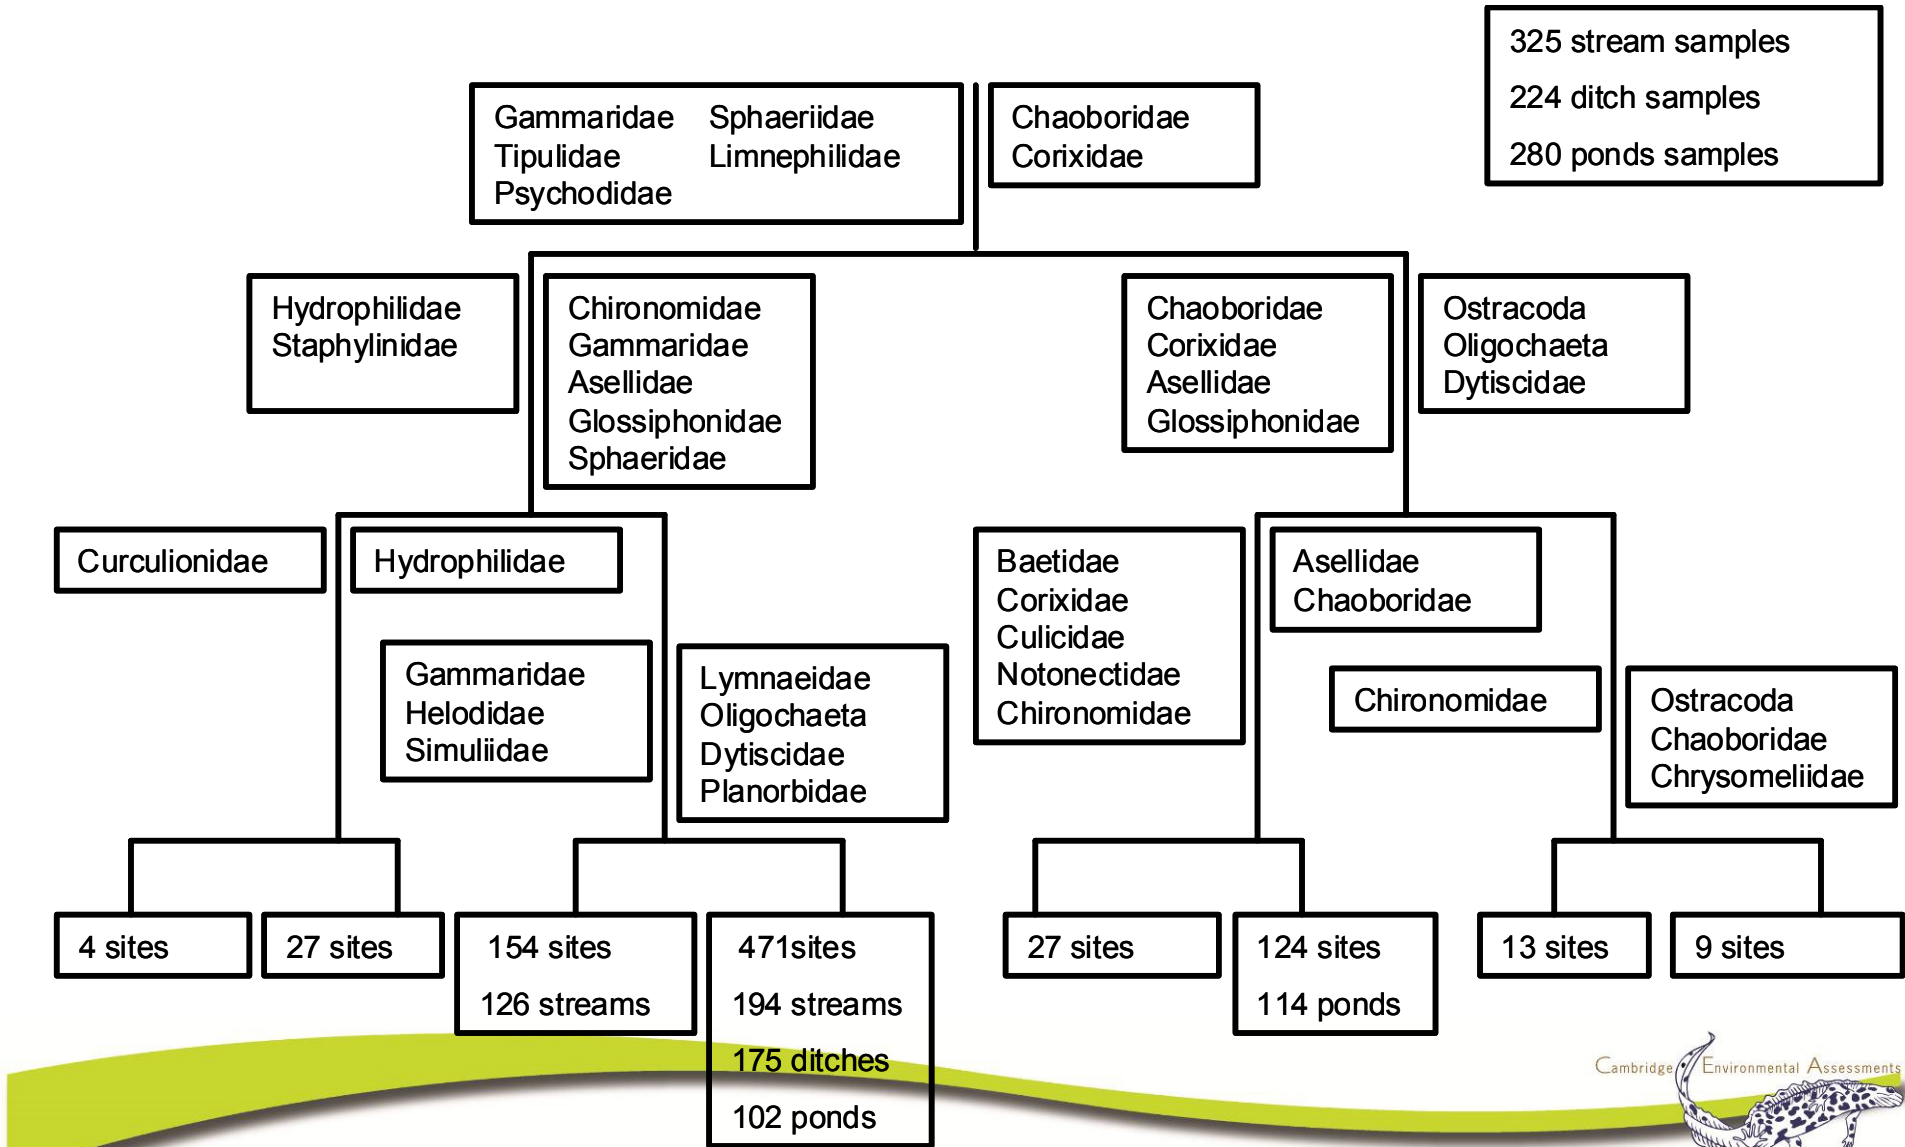 325 stream samples
224 ditch samples
280 ponds samples
Gammaridae Sphaeriidae
Tipulidae Limnephilidae
Psychodidae
Chaoboridae
Corixidae
Hydrophilidae
Staphylinidae
Chironomidae
Gammaridae
Asellidae
Glossiphonidae
Sphaeridae
Chaoboridae
Corixidae
Asellidae
Glossiphonidae
Ostracoda
Oligochaeta
Dytiscidae
Curculionidae
Hydrophilidae
Gammaridae
Helodidae
Simuliidae
Lymnaeidae
Oligochaeta
Dytiscidae
Planorbidae
Baetidae
Corixidae
Culicidae
Notonectidae
Chironomidae
Asellidae
Chaoboridae
Chironomidae
Ostracoda
Chaoboridae
Chrysomeliidae
4 sites
27 sites
154 sites
126 streams
471sites
194 streams
175 ditches
102 ponds
27 sites
124 sites
114 ponds
13 sites
9 sites
Cambridge Environmental Assessments